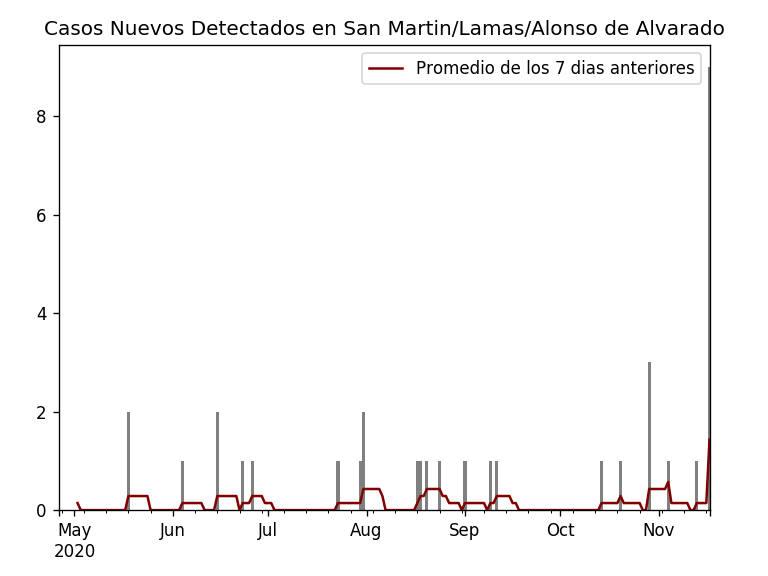 Casos Nuevos Detectados en San Martin/Lamas/Alonso de Alvarado
Promedio de los 7 dias anteriores
8
6
4
2
0
May Jun Jul Aug Sep Oct Nov
2020